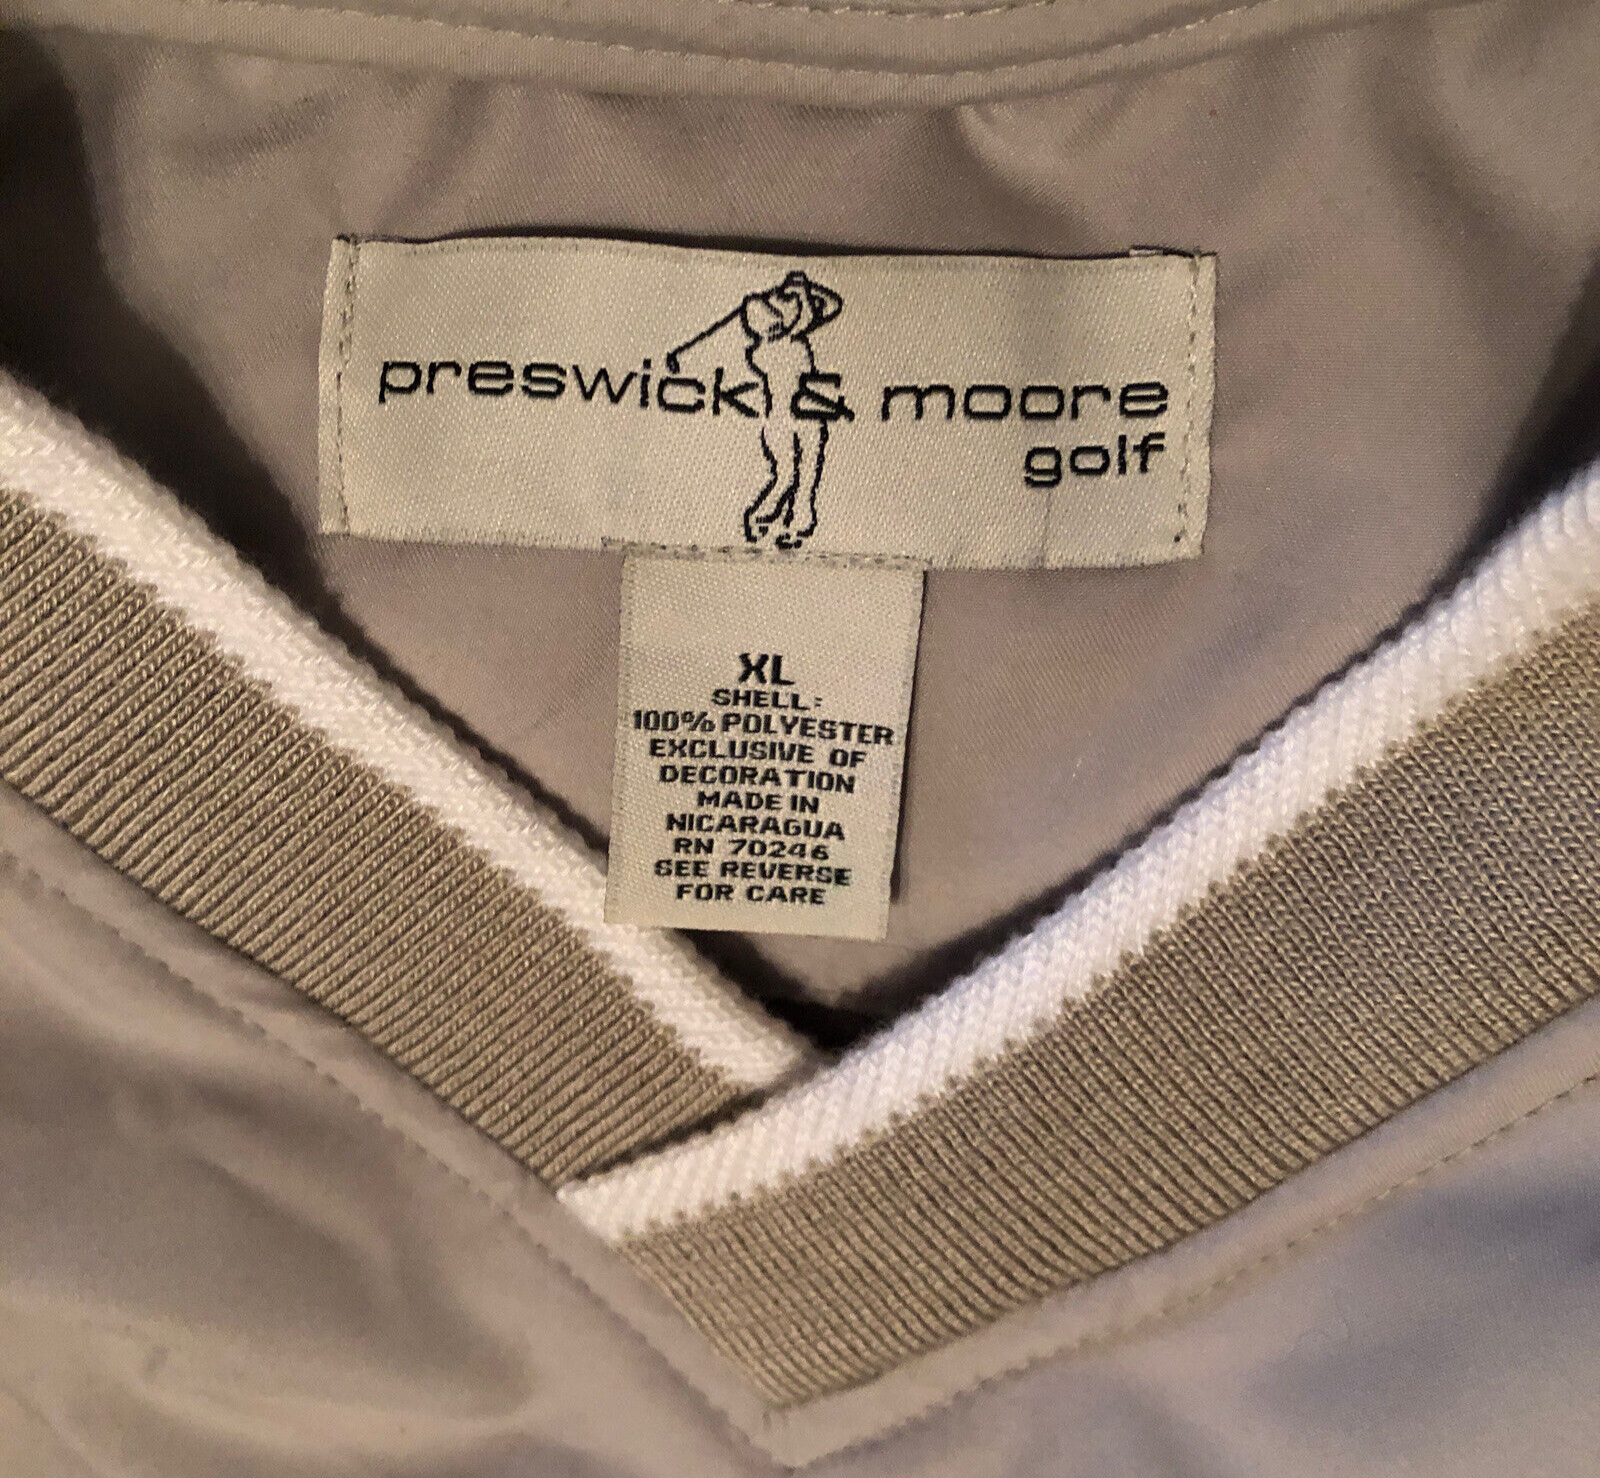 preswick & moore
golf
XL
SHELL:
100% POLYESTER
EXCLUSIVE OF
DECORATION
MADE IN
NICARAGUA
RN 70246
SEE REVERSE
FOR CARE